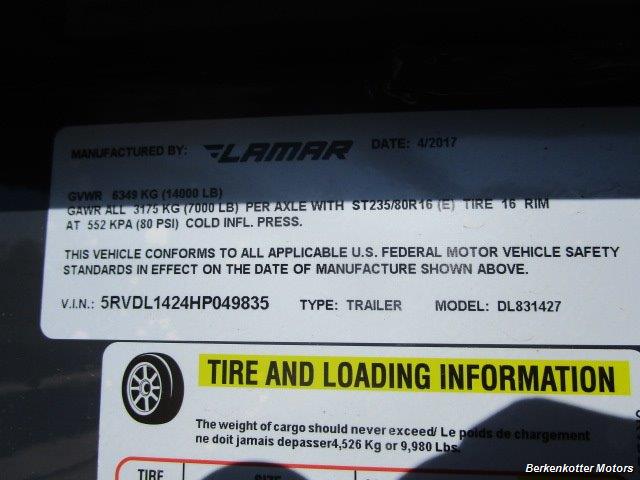 MANUFACTURED BY: LAMAR DATE: 4/2017
GVWR 6349 KG (14000 LB)
GAWR ALL 3175 KG (7000 LB) PER AXLE WITH ST235/80R16 (E) TIRE 16 RIM
AT 552 KPA (80 PSI) COLD INFL. PRESS.
THIS VEHICLE CONFORMS TO ALL APPLICABLE U.S. FEDERAL MOTOR VEHICLE SAFETY
STANDARDS IN EFFECT ON THE DATE OF MANUFACTURE SHOWN ABOVE.
V.I.N.: 5RVDL1424HP049835 TYPE: TRAILER MODEL: DL831427
TIRE AND LOADING INFORMATION
The weight of cargo should never exceed/ Le poids de chargement
ne doit jamais depasser4,526 Kg or 9,980 Lbs.
TIRE SIZE
Berkenkotter Motors